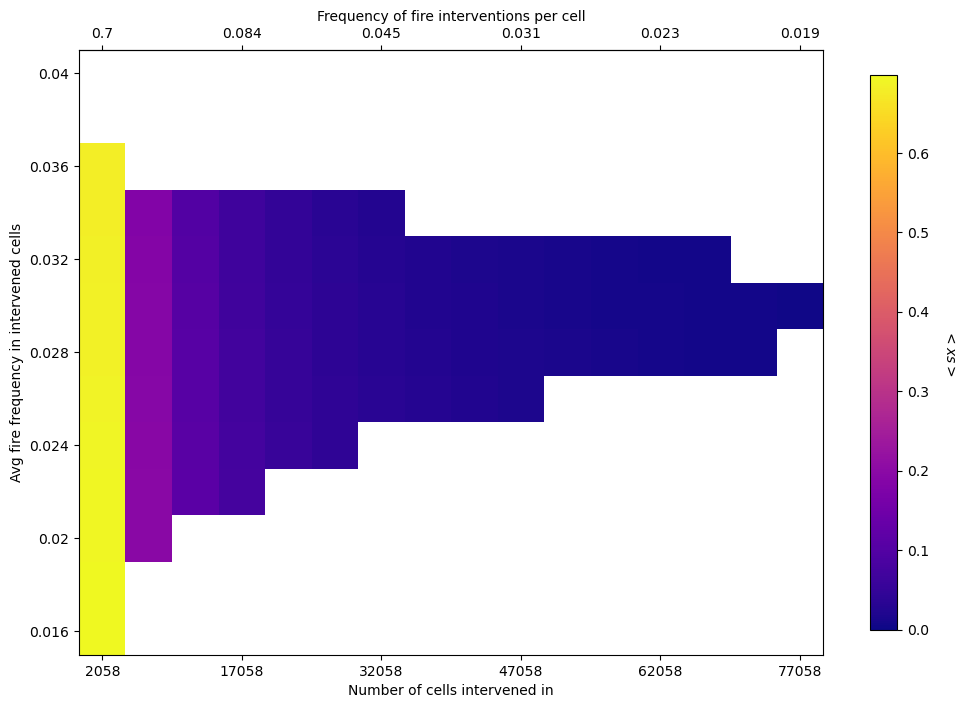 Frequency of fire interventions per cell
0.7 0.084 0.045 0.031 0.023 0.019
0.04
0.036
0.032
0.028
0.024
0.02
0.016
Avg fire frequency in intervened cells
2058 17058 32058 47058 62058 77058
Number of cells intervened in
0.6
0.5
0.4
0.3
0.2
0.1
0.0
< sx >